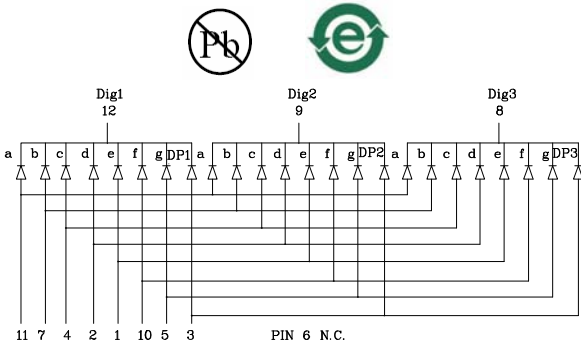 Pb
e
Dig1 Dig2 Dig3
12 9 8
a b c d e f g DP1 a b c d e f g DP2 a b c d e f g DP3
11 7 4 2 1 10 5 3 PIN 6 N.C.